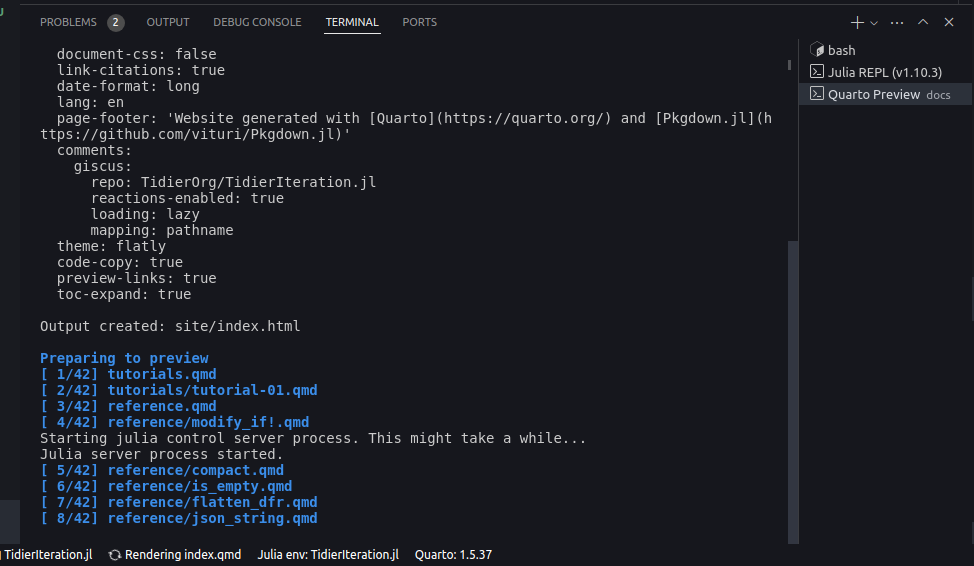 PROBLEMS 2 OUTPUT DEBUG CONSOLE TERMINAL PORTS
document-css: false
link-citations: true
date-format: long
lang: en
page-footer: 'Website generated with [Quarto](https://quarto.org/) and [Pkgdown.jl](h
ttps://github.com/vituri/Pkgdown.jl)'
comments:
giscus:
repo: TidierOrg/TidierIteration.jl
reactions-enabled: true
loading: lazy
mapping: pathname
theme: flatly
code-copy: true
preview-links: true
toc-expand: true
Output created: site/index.html
Preparing to preview
[ 1/42] tutorials.qmd
[ 2/42] tutorials/tutorial-01.qmd
[ 3/42] reference.qmd
[ 4/42] reference/modify_if!.qmd
Starting julia control server process. This might take a while...
Julia server process started.
[ 5/42] reference/compact.qmd
[ 6/42] reference/is_empty.qmd
[ 7/42] reference/flatten_dfr.qmd
[ 8/42] reference/json_string.qmd
bash
Julia REPL (v1.10.3)
Quarto Preview docs
TidierIteration.jl Rendering index.qmd Julia env: TidierIteration.jl Quarto: 1.5.37